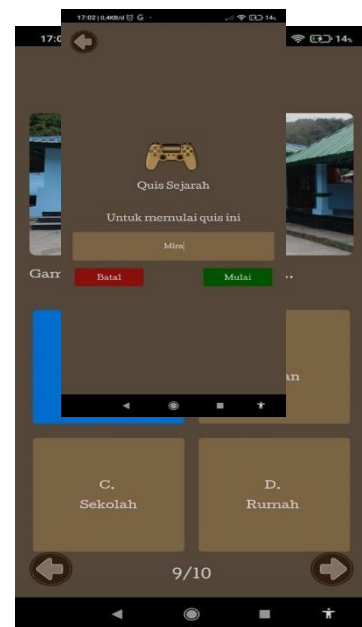 17:02 | 0,4KB/d G
14%
17:0
14%
Quis Sejarah
Untuk memulai quis ini
Mira
Batal
Mulai
Gam
..
an
C.
Sekolah
D.
Rumah
9/10